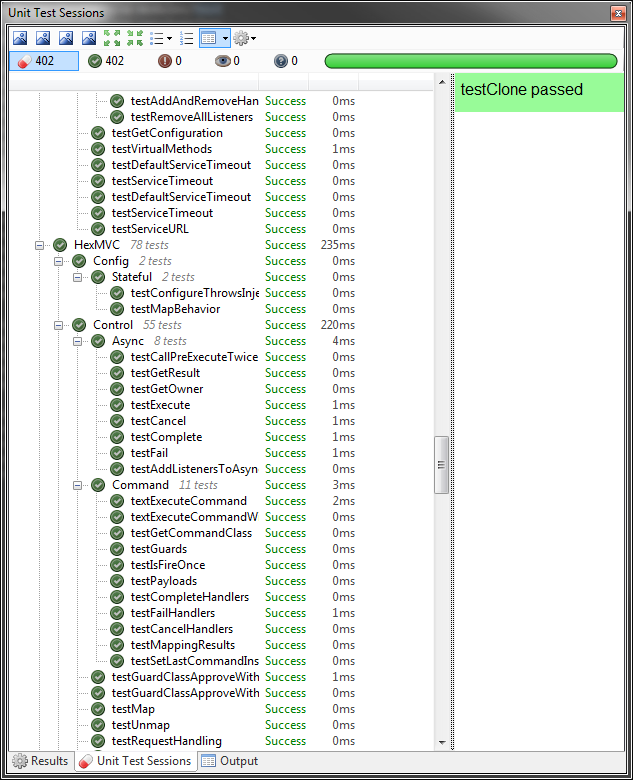 Unit Test Sessions
402 402 0 0 0
testAddAndRemoveHan Success 0ms
testClone passed
testRemoveAllListeners Success 0ms
testGetConfiguration Success 0ms
testVirtualMethods Success 1ms
testDefaultServiceTimeout Success 0ms
testServiceTimeout Success 0ms
testDefaultServiceTimeout Success 0ms
testServiceTimeout Success 0ms
testServiceURL Success 0ms
HexMVC 78 tests Success 235ms
Config 2 tests Success 0ms
Stateful 2 tests Success 0ms
testConfigureThrowsInje Success 0ms
testMapBehavior Success 0ms
Control 55 tests Success 220ms
Async 8 tests Success 4ms
testCallPreExecuteTwice Success 0ms
testGetResult Success 0ms
testGetOwner Success 0ms
testExecute Success 1ms
testCancel Success 1ms
testComplete Success 1ms
testFail Success 1ms
testAddListenersToAsyn Success 0ms
Command 11 tests Success 3ms
textExecuteCommand Success 2ms
textExecuteCommandW Success 0ms
testGetCommandClass Success 0ms
testGuards Success 0ms
testIsFireOnce Success 0ms
testPayloads Success 0ms
testCompleteHandlers Success 0ms
testFailHandlers Success 1ms
testCancelHandlers Success 0ms
testMappingResults Success 0ms
testSetLastCommandIns Success 0ms
testGuardClassApproveWith Success 1ms
testGuardClassApproveWith Success 0ms
testMap Success 0ms
testUnmap Success 0ms
testRequestHandling Success 0ms
Results Unit Test Sessions Output